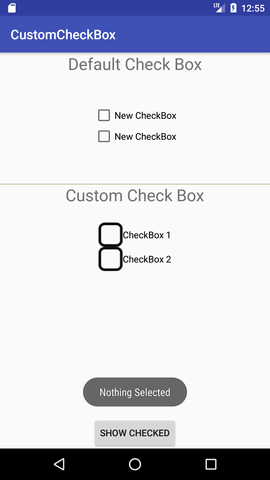 LTE 12:55
CustomCheckBox
Default Check Box
New CheckBox
New CheckBox
Custom Check Box
CheckBox 1
CheckBox 2
Nothing Selected
SHOW CHECKED